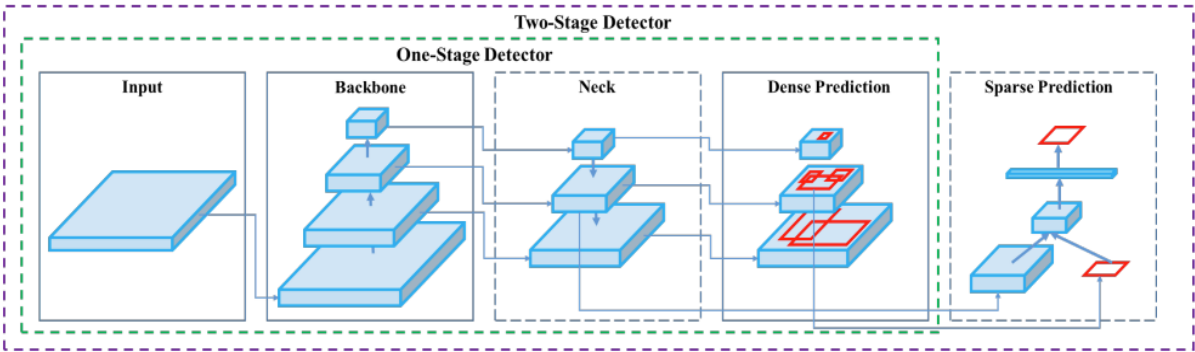 Two-Stage Detector
One-Stage Detector
Input
Backbone
Neck
Dense Prediction
Sparse Prediction